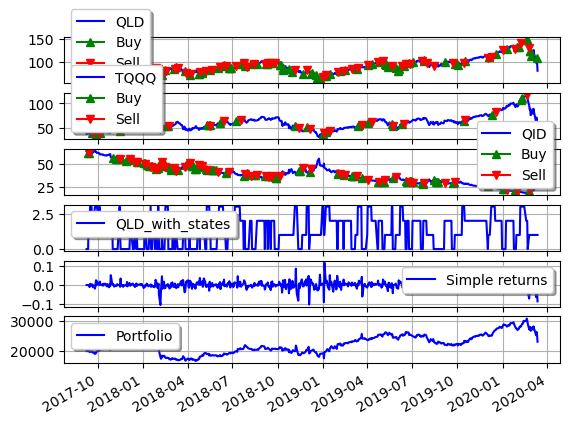 QLD
Buy
Sell
150
100
TQQQ
Buy
Sell
100
50
QID
Buy
Sell
50
25
QLD_with_states
2.5
0.0
Simple returns
0.1
0.0
−0.1
Portfolio
30000
20000
2017-10
2018-01
2018-04
2018-07
2018-10
2019-01
2019-04
2019-07
2019-10
2020-01
2020-04